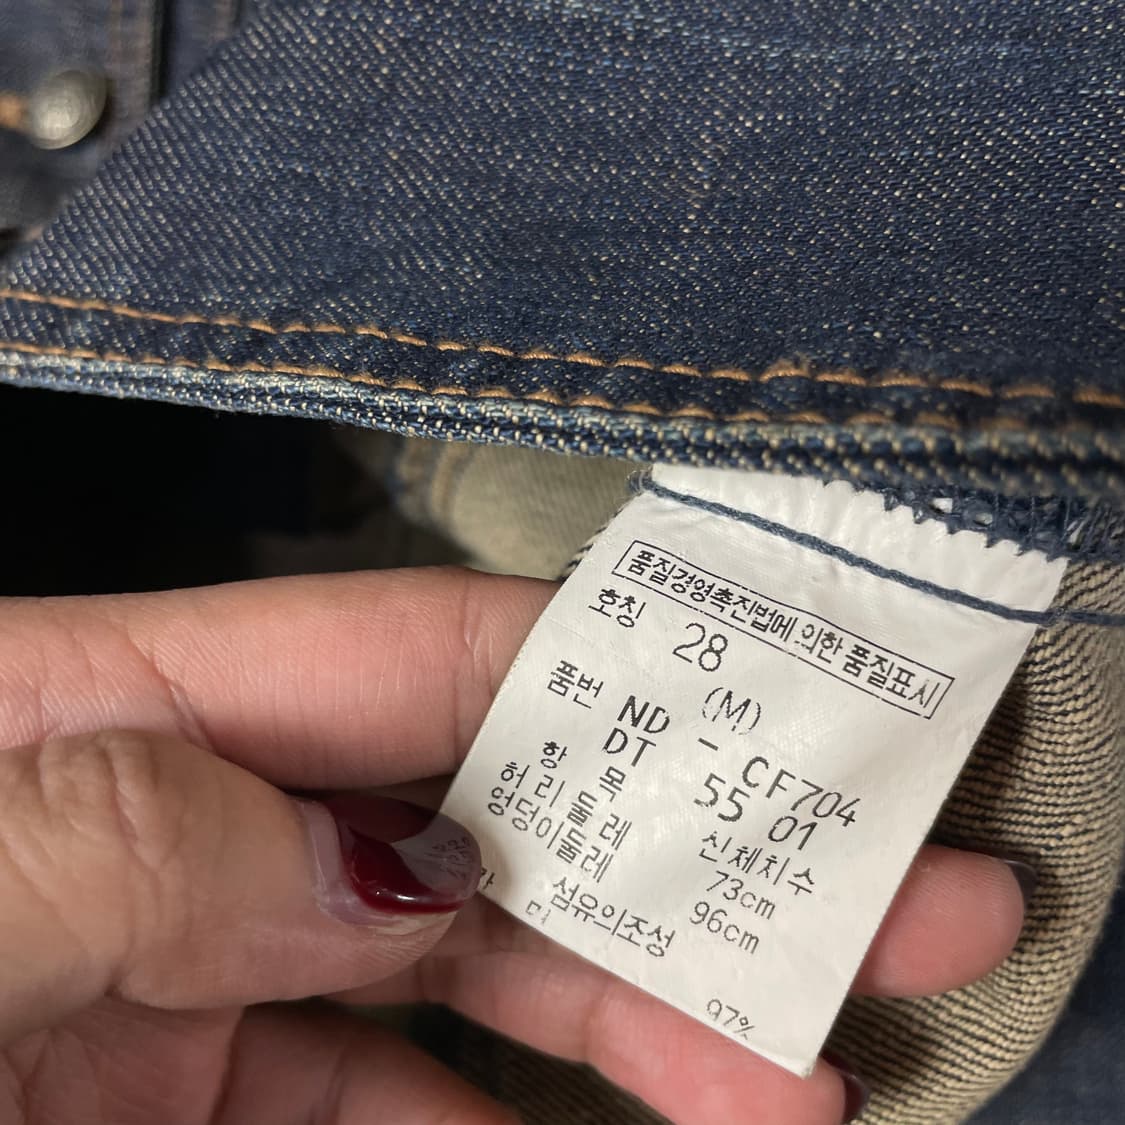 품질경영촉진법에 의한 품질표시
호칭 28
(M)
품번 ND - CF704
DT 55 01
항 목 신체치수
허리둘레 73cm
엉덩이둘레 96cm
섬유의조성
97%